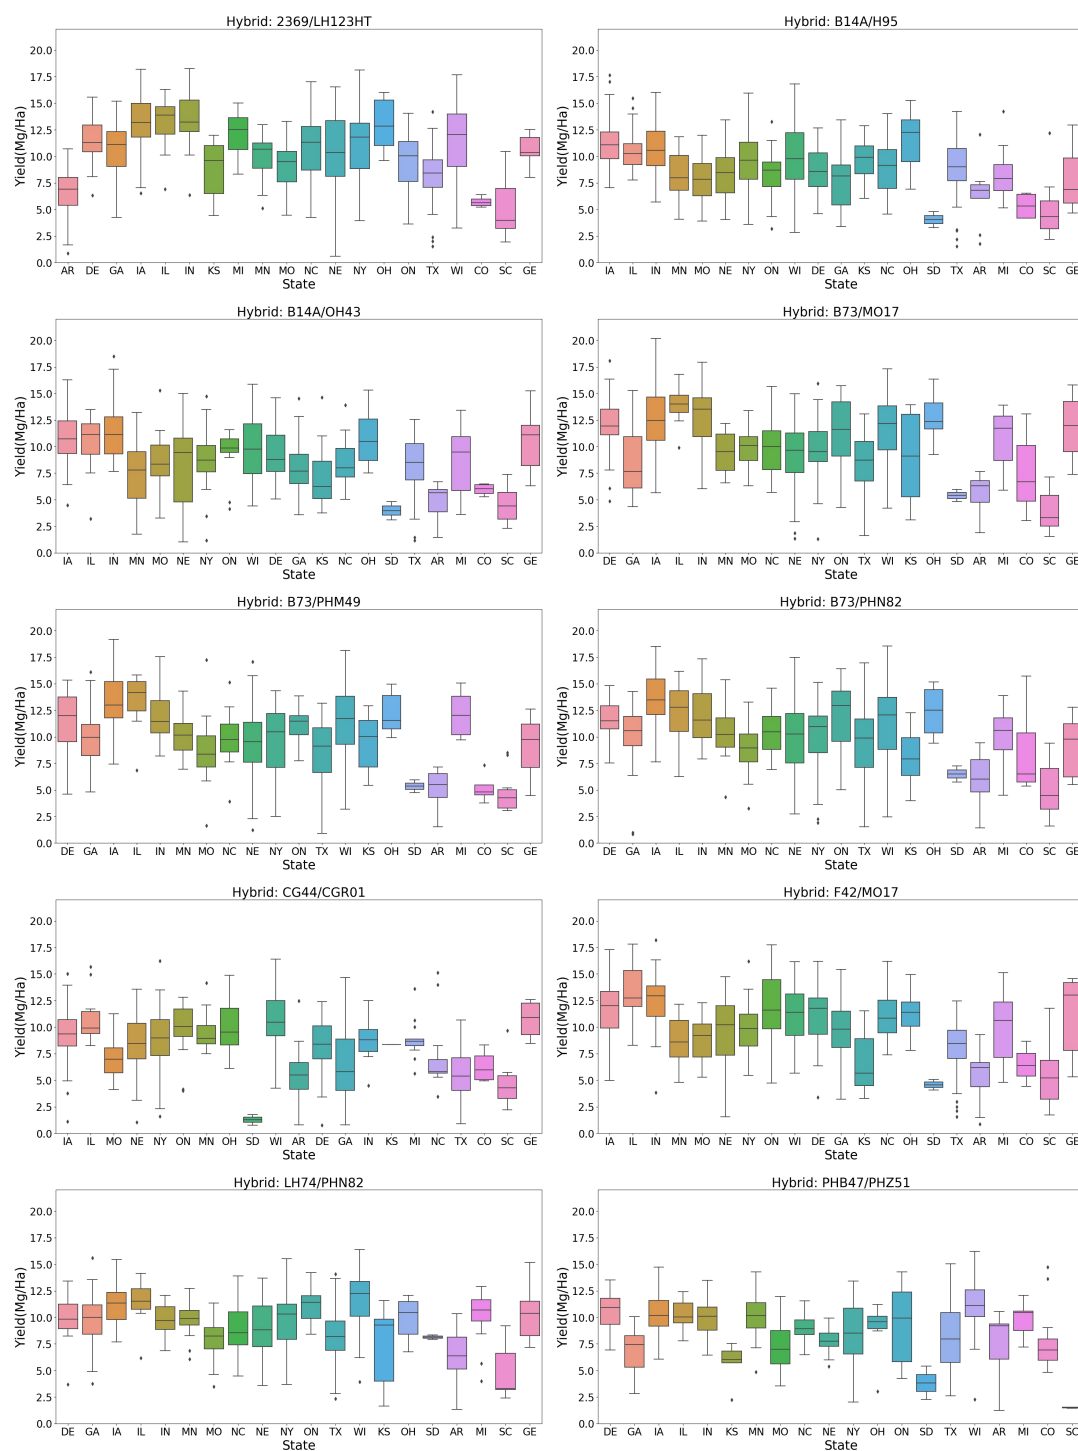 Hybrid: 2369/LH123HT
Yield(Mg/Ha)
20.0
17.5
15.0
12.5
10.0
7.5
5.0
2.5
0.0
AR DE GA IA IL IN KS MI MN MO NC NE NY OH ON TX WI CO SC GE
State
Hybrid: B14A/H95
Yield(Mg/Ha)
20.0
17.5
15.0
12.5
10.0
7.5
5.0
2.5
0.0
IA IL IN MN MO NE NY ON WI DE GA KS NC OH SD TX AR MI CO SC GE
State
Hybrid: B14A/OH43
Yield(Mg/Ha)
20.0
17.5
15.0
12.5
10.0
7.5
5.0
2.5
0.0
IA IL IN MN MO NE NY ON WI DE GA KS NC OH SD TX AR MI CO SC GE
State
Hybrid: B73/MO17
Yield(Mg/Ha)
20.0
17.5
15.0
12.5
10.0
7.5
5.0
2.5
0.0
DE GA IA IL IN MN MO NC NE NY ON TX WI KS OH SD AR MI CO SC GE
State
Hybrid: B73/PHM49
Yield(Mg/Ha)
20.0
17.5
15.0
12.5
10.0
7.5
5.0
2.5
0.0
DE GA IA IL IN MN MO NC NE NY ON TX WI KS OH SD AR MI CO SC GE
State
Hybrid: B73/PHN82
Yield(Mg/Ha)
20.0
17.5
15.0
12.5
10.0
7.5
5.0
2.5
0.0
DE GA IA IL IN MN MO NC NE NY ON TX WI KS OH SD AR MI CO SC GE
State
Hybrid: CG44/CGR01
Yield(Mg/Ha)
20.0
17.5
15.0
12.5
10.0
7.5
5.0
2.5
0.0
IA IL MO NE NY ON MN OH SD WI AR DE GA IN KS MI NC TX CO SC GE
State
Hybrid: F42/MO17
Yield(Mg/Ha)
20.0
17.5
15.0
12.5
10.0
7.5
5.0
2.5
0.0
IA IL IN MN MO NE NY ON WI DE GA KS NC OH SD TX AR MI CO SC GE
State
Hybrid: LH74/PHN82
Yield(Mg/Ha)
20.0
17.5
15.0
12.5
10.0
7.5
5.0
2.5
0.0
DE GA IA IL IN MN MO NC NE NY ON TX WI KS OH SD AR MI CO SC GE
State
Hybrid: PHB47/PHZ51
Yield(Mg/Ha)
20.0
17.5
15.0
12.5
10.0
7.5
5.0
2.5
0.0
DE GA IA IL IN KS MN MO NC NE NY OH ON SD TX WI AR MI CO SC
State